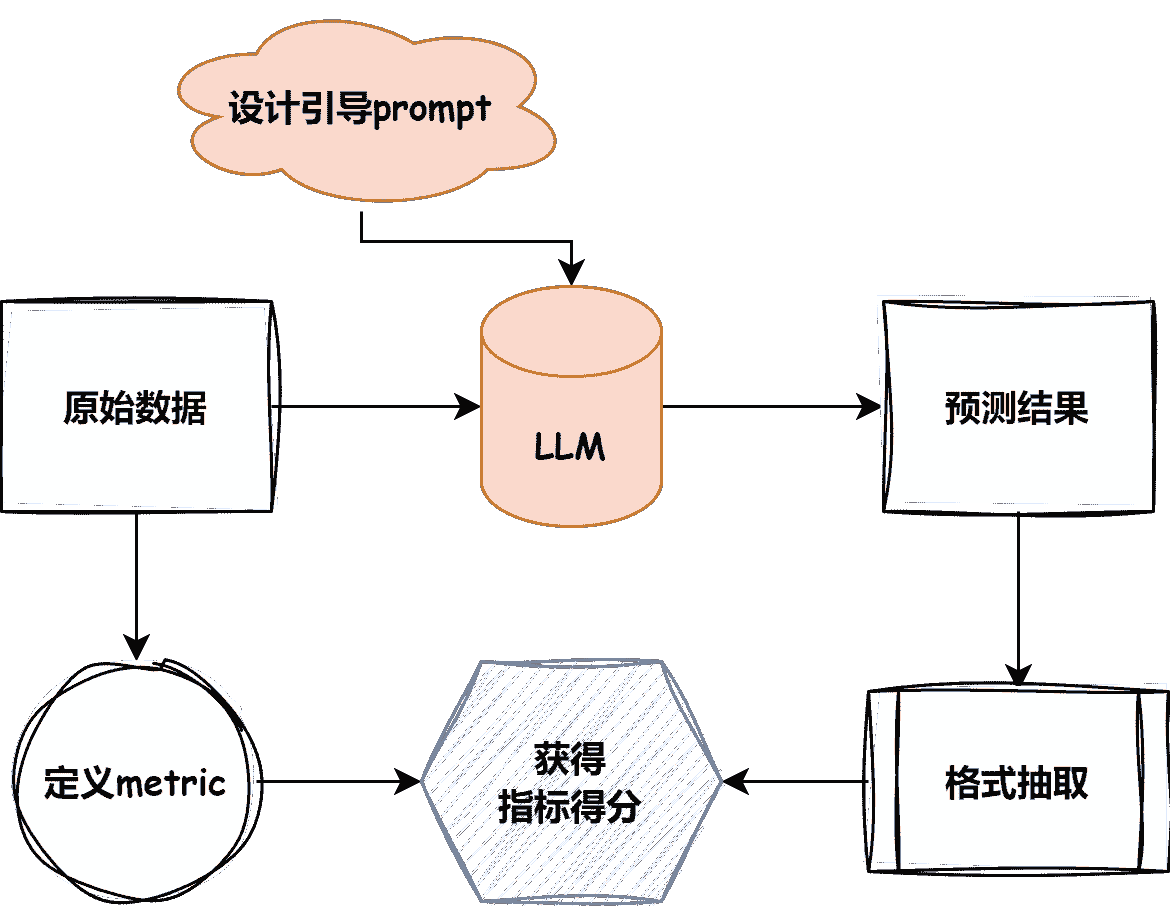 设计引导prompt
原始数据
LLM
预测结果
定义metric
获得
指标得分
格式抽取